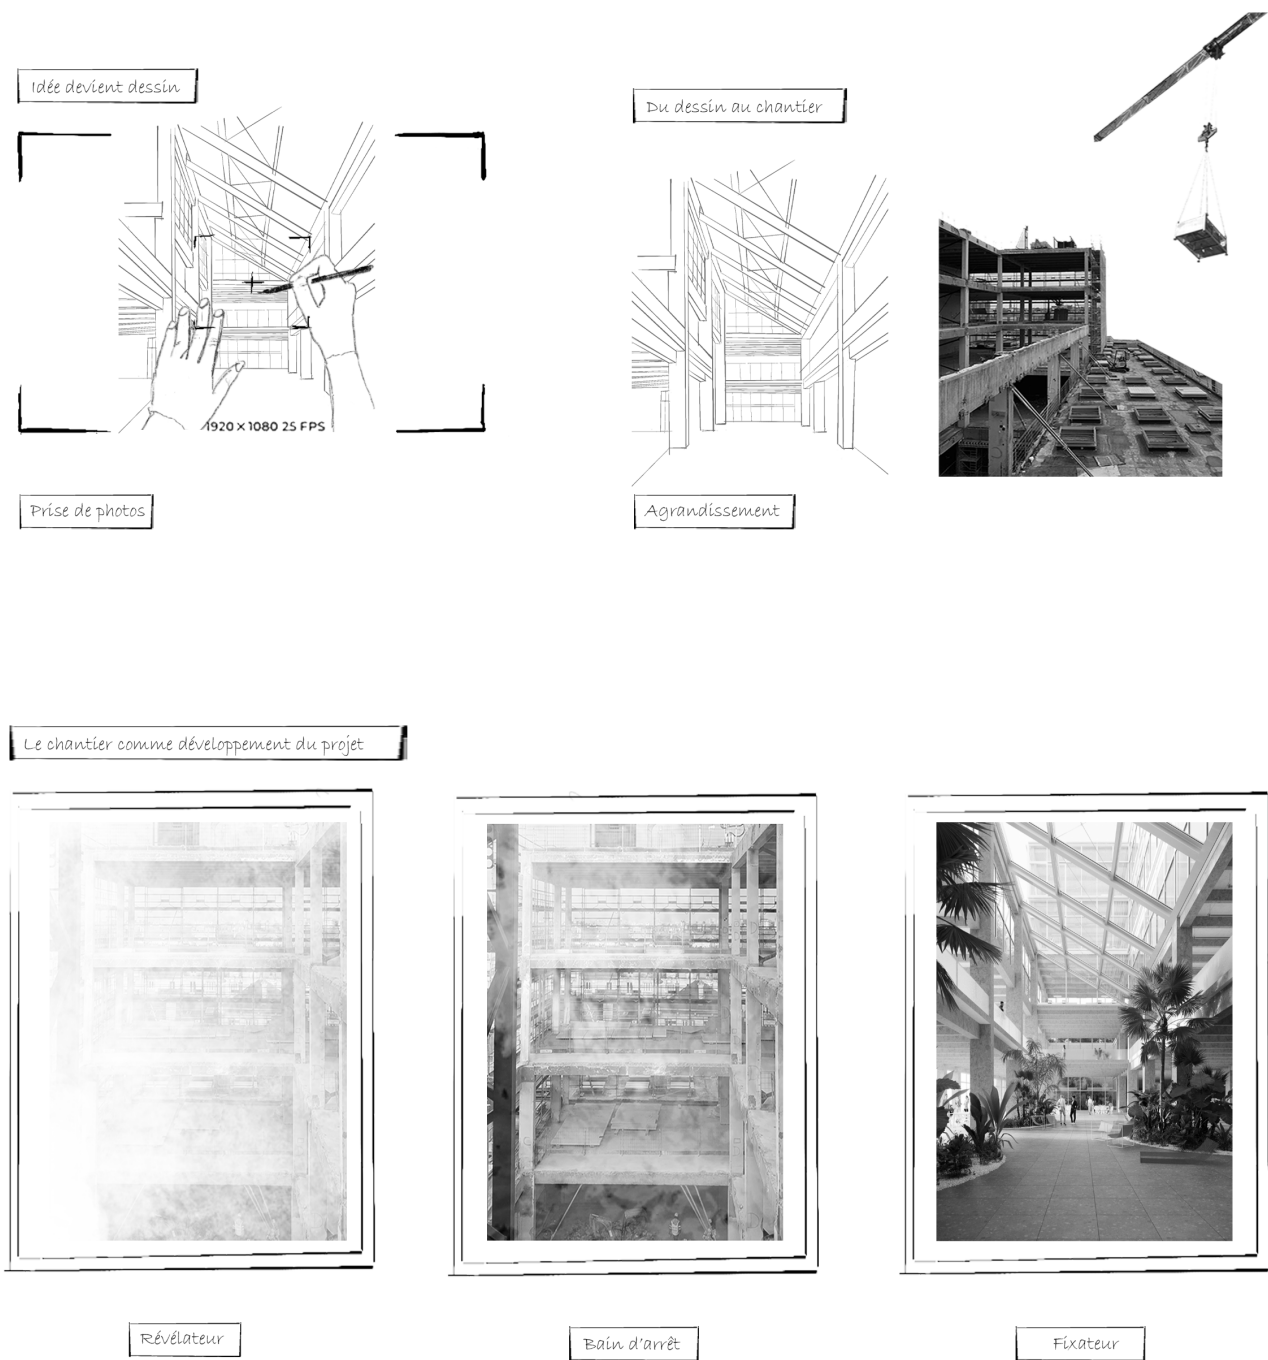 Idée devient dessin
Du dessin au chantier
1920 x 1080 25 FPS
Prise de photos
Agrandissement
Le chantier comme développement du projet
Révélateur
Bain d'arrêt
Fixateur